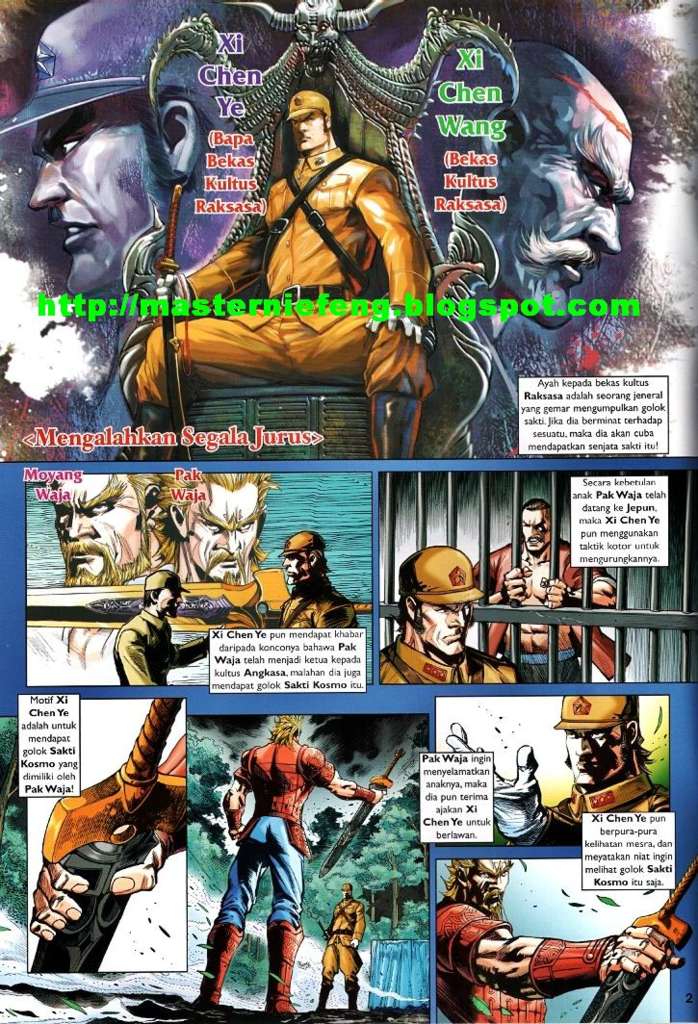 Xi
Chen
Ye
(Bapa
Bekas
Kultus
Raksasa)
Xi
Chen
Wang
(Bekas
Kultus
Raksasa)
http://masterniefeng.blogspot.com
Ayah kepada bekas kultus
Raksasa adalah seorang jeneral
yang gemar mengumpulkan golok
sakti. Jika dia berminat terhadap
sesuatu, maka dia akan cuba
mendapatkan senjata sakti itu!
<Mengalahkan Segala Jurus>
Moyang
Waja
Pak
Waja
Xi Chen Ye pun mendapat khabar
daripada konconya bahawa Pak
Waja telah menjadi ketua kepada
kultus Angkasa, malahan dia juga
mendapat golok Sakti Kosmo itu.
Secara kebetulan
anak Pak Waja telah
datang ke Jepun,
maka Xi Chen Ye
pun menggunakan
taktik kotor untuk
mengurungkannya.
Motif Xi
Chen Ye
adalah untuk
mendapat
golok Sakti
Kosmo yang
dimiliki oleh
Pak Waja!
Pak Waja ingin
menyelamatkan
anaknya, maka
dia pun terima
ajakan Xi
Chen Ye untuk
berlawan.
Xi Chen Ye pun
berpura-pura
kelihatan mesra, dan
meyatakan niat ingin
melihat golok Sakti
Kosmo itu saja.
2